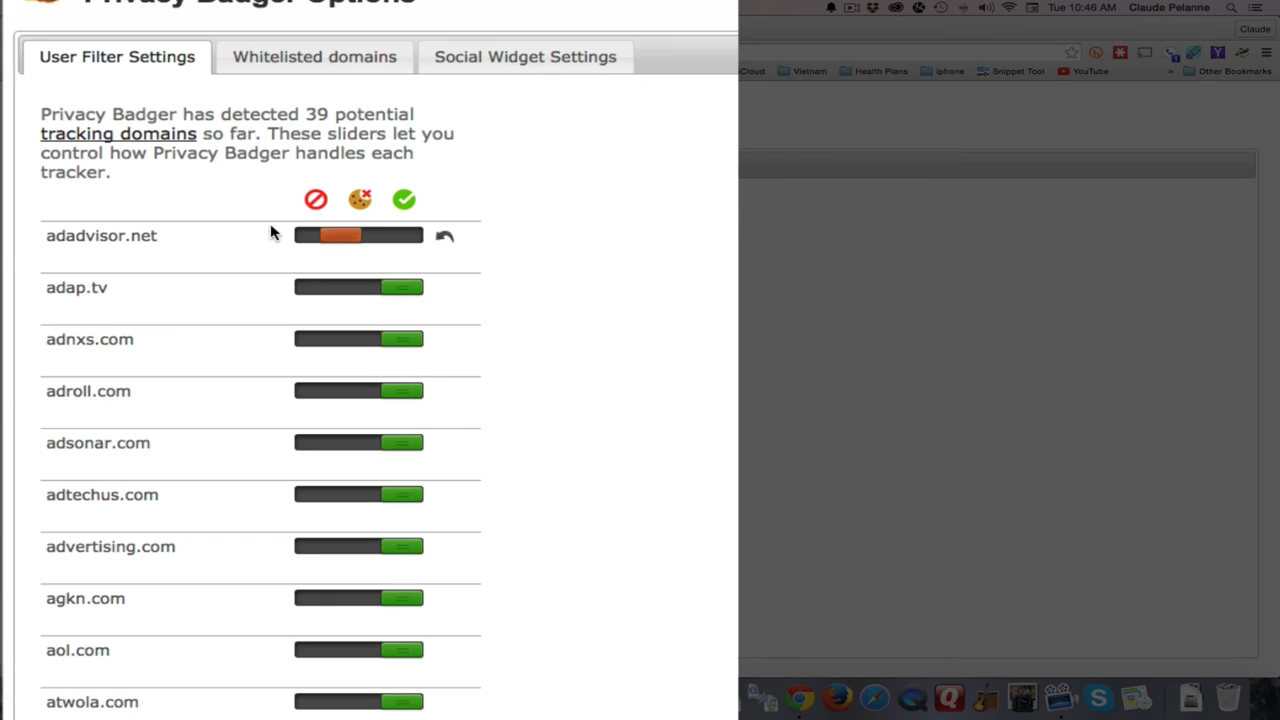 Privacy Badger Options
Tue 10:46 AM Claude Pelanne
Claude
User Filter Settings Whitelisted domains Social Widget Settings
Cloud Vietnam Health Plans iphone Snippet Tool YouTube » Other Bookmarks
Privacy Badger has detected 39 potential
tracking domains so far. These sliders let you
control how Privacy Badger handles each
tracker.
adadvisor.net
adap.tv
adnxs.com
adroll.com
adsonar.com
adtechus.com
advertising.com
agkn.com
aol.com
atwola.com